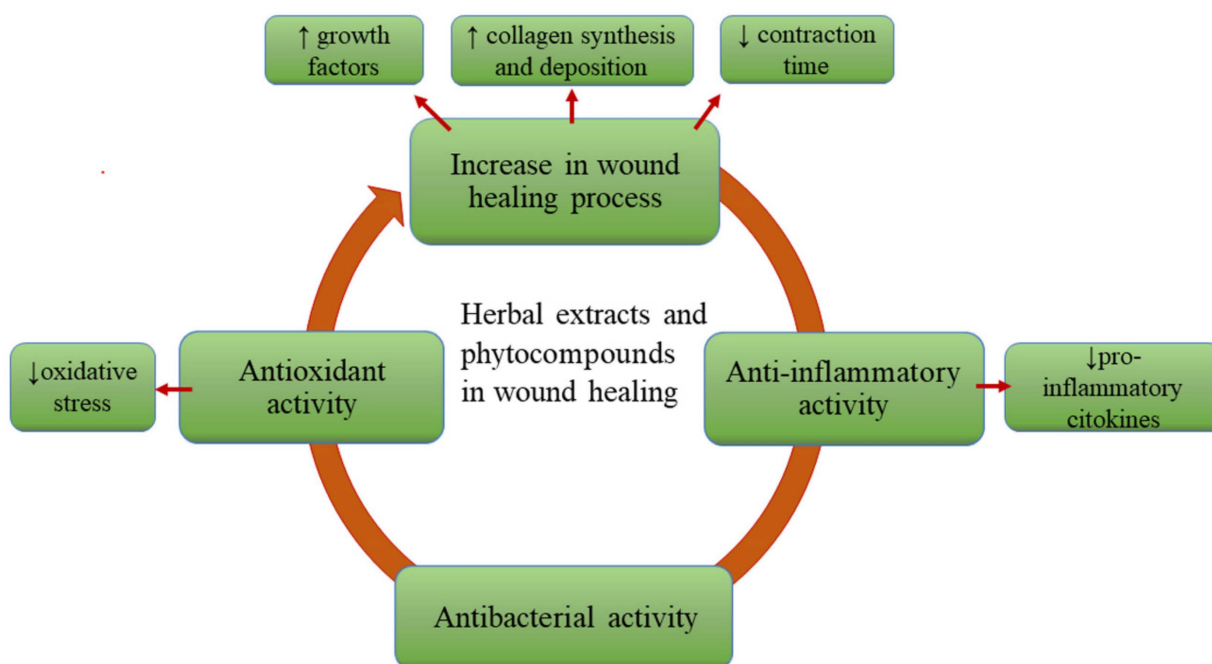 ↑ growth
factors
↑ collagen synthesis
and deposition
↓ contraction
time
Increase in wound
healing process
Herbal extracts and
phytocompounds
in wound healing
↓oxidative
stress
Antioxidant
activity
Anti-inflammatory
activity
↓pro-
inflammatory
citokines
Antibacterial activity